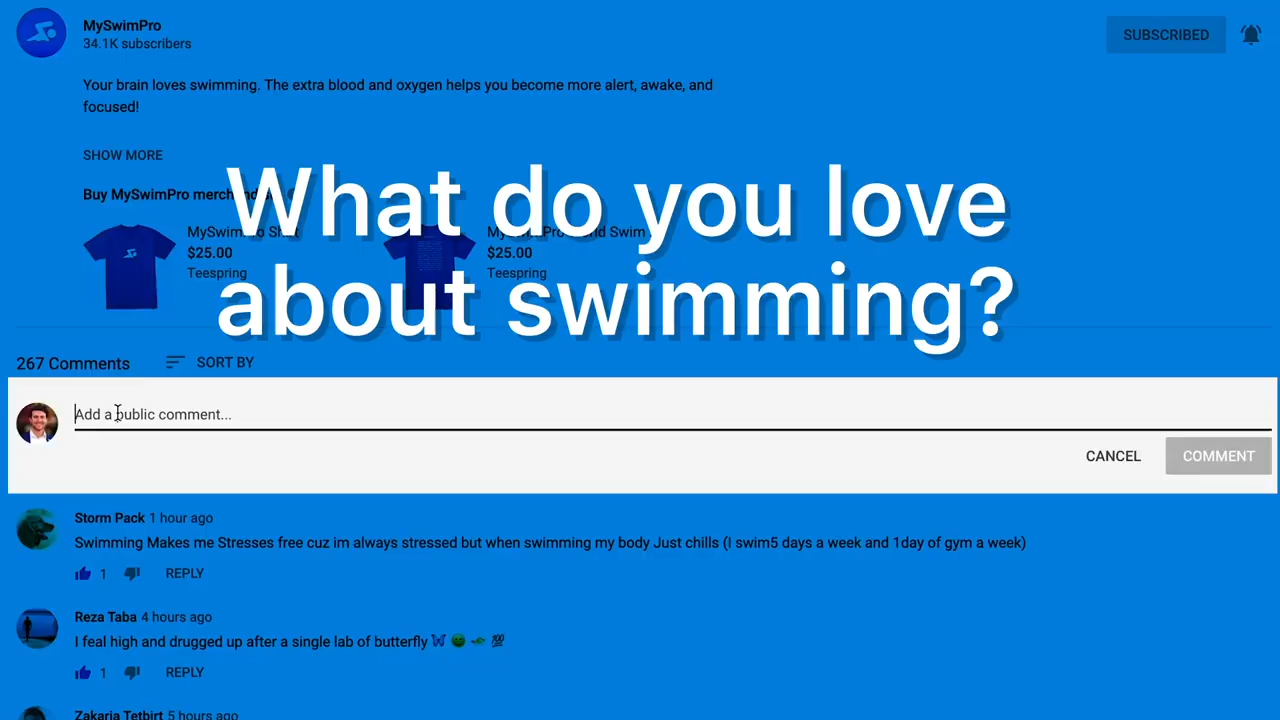 MySwimPro
34.1K subscribers
SUBSCRIBED
Your brain loves swimming. The extra blood and oxygen helps you become more alert, awake, and
focused!
SHOW MORE
What do you love
about swimming?
Buy MySwimPro
MySwimPro Shirt
$25.00
Teespring
Swim
$25.00
Teespring
267 Comments
SORT BY
Add a public comment...
CANCEL
COMMENT
Storm Pack 1 hour ago
Swimming Makes me Stresses free cuz im always stressed but when swimming my body Just chills (I swim5 days a week and 1day of gym a week)
1
REPLY
Reza Taba 4 hours ago
I feal high and drugged up after a single lab of butterfly 🦋 💯
1
REPLY
Zakaria Tetbirt 5 hours ago